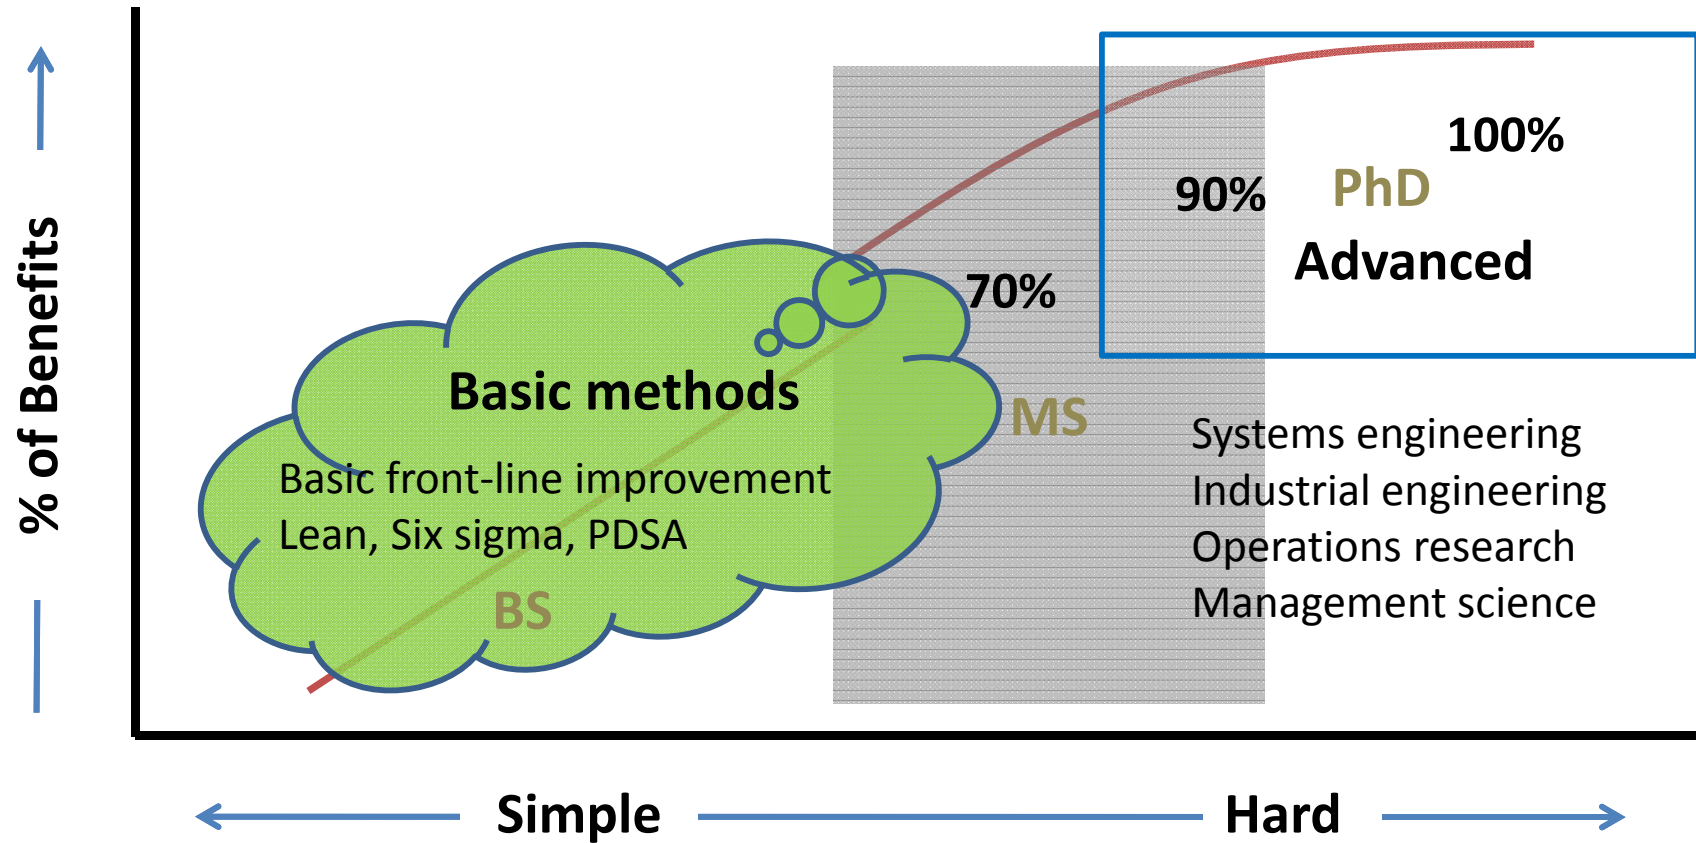 % of Benefits
100%
90%
PhD
Advanced
70%
Basic methods
MS
Basic front-line improvement
Lean, Six sigma, PDSA
BS
Systems engineering
Industrial engineering
Operations research
Management science
Simple
Hard